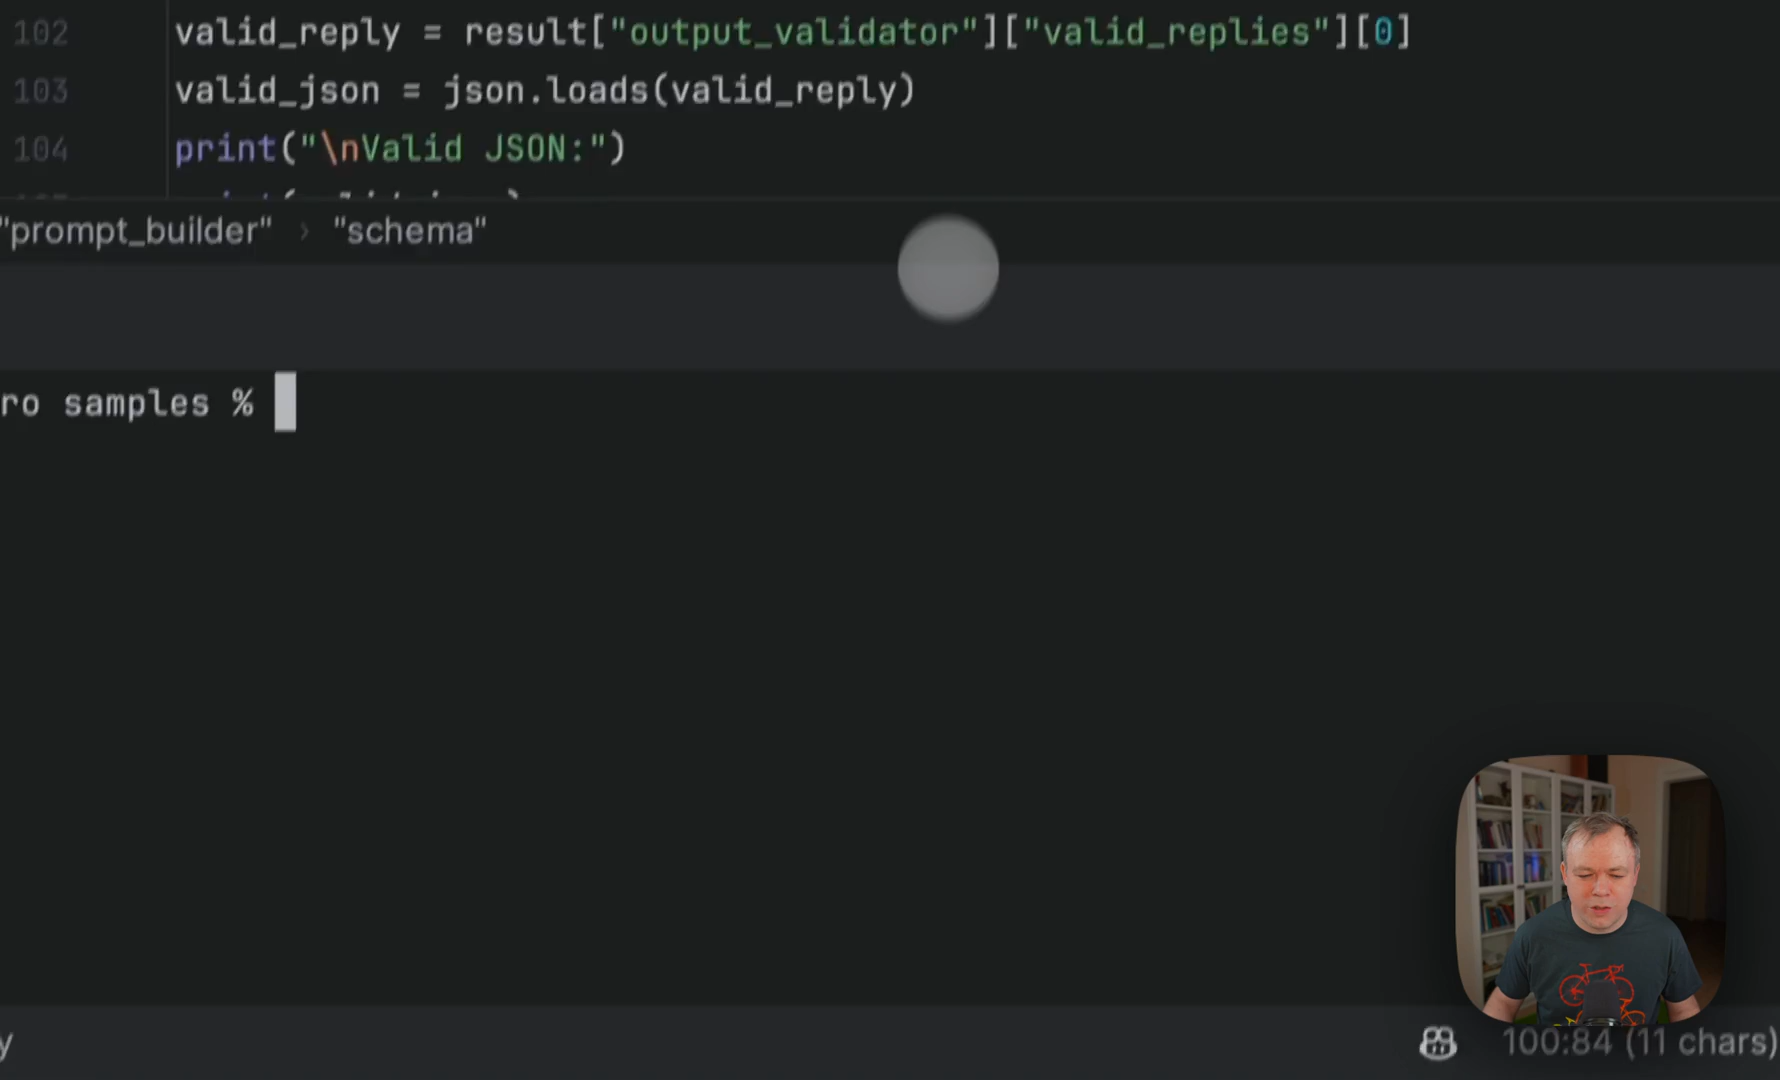 102 valid_reply = result["output_validator"]["valid_replies"][0]
103 valid_json = json.loads(valid_reply)
104 print("\nValid JSON:")
"prompt_builder" › "schema"
ro samples %
y
100:84 (11 chars)